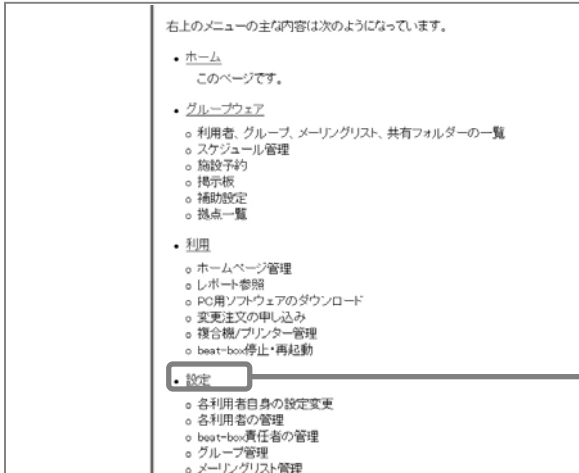 右上のメニューの主な内容は次のようになっています。
• ホーム
このページです。
• グループウェア
o 利用者、グループ、メーリングリスト、共有フォルダーの一覧
o スケジュール管理
o 施設予約
o 掲示板
o 補助設定
o 拠点一覧
• 利用
o ホームページ管理
o レポート参照
o PC用ソフトウェアのダウンロード
o 変更注文の申し込み
o 複合機/プリンター管理
o beat-box停止・再起動
• 設定
o 各利用者自身の設定変更
o 各利用者の管理
o beat-box責任者の管理
o グループ管理
o メーリングリスト管理